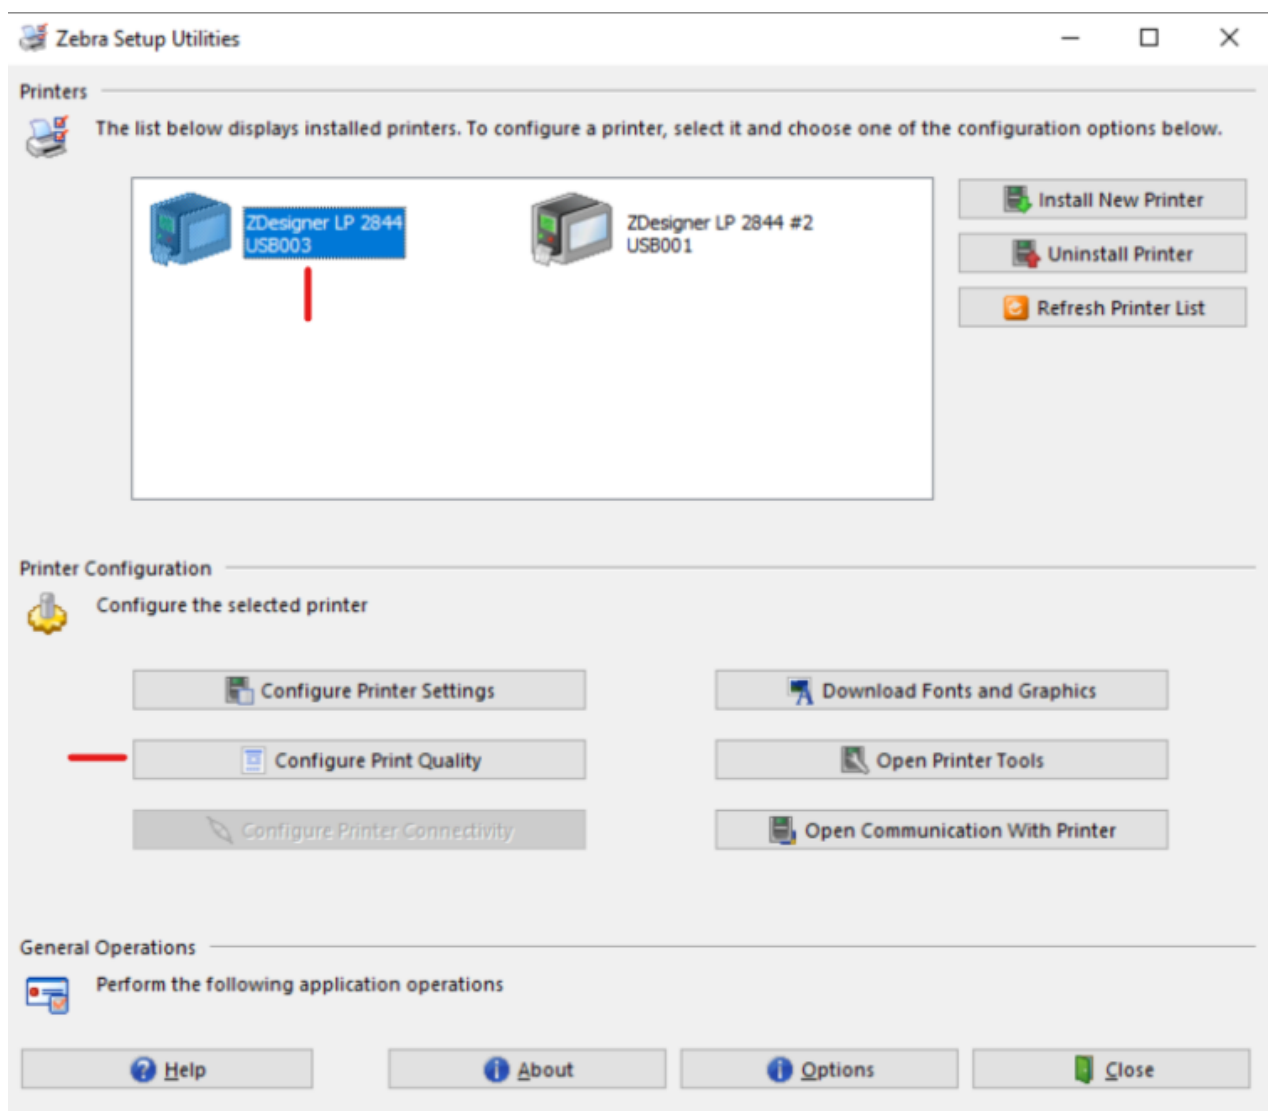 Zebra Setup Utilities
Printers
The list below displays installed printers. To configure a printer, select it and choose one of the configuration options below.
ZDesigner LP 2844
USB003
ZDesigner LP 2844 #2
USB001
Install New Printer
Uninstall Printer
Refresh Printer List
Printer Configuration
Configure the selected printer
Configure Printer Settings
Download Fonts and Graphics
Configure Print Quality
Open Printer Tools
Configure Printer Connectivity
Open Communication With Printer
General Operations
Perform the following application operations
Help
About
Options
Close